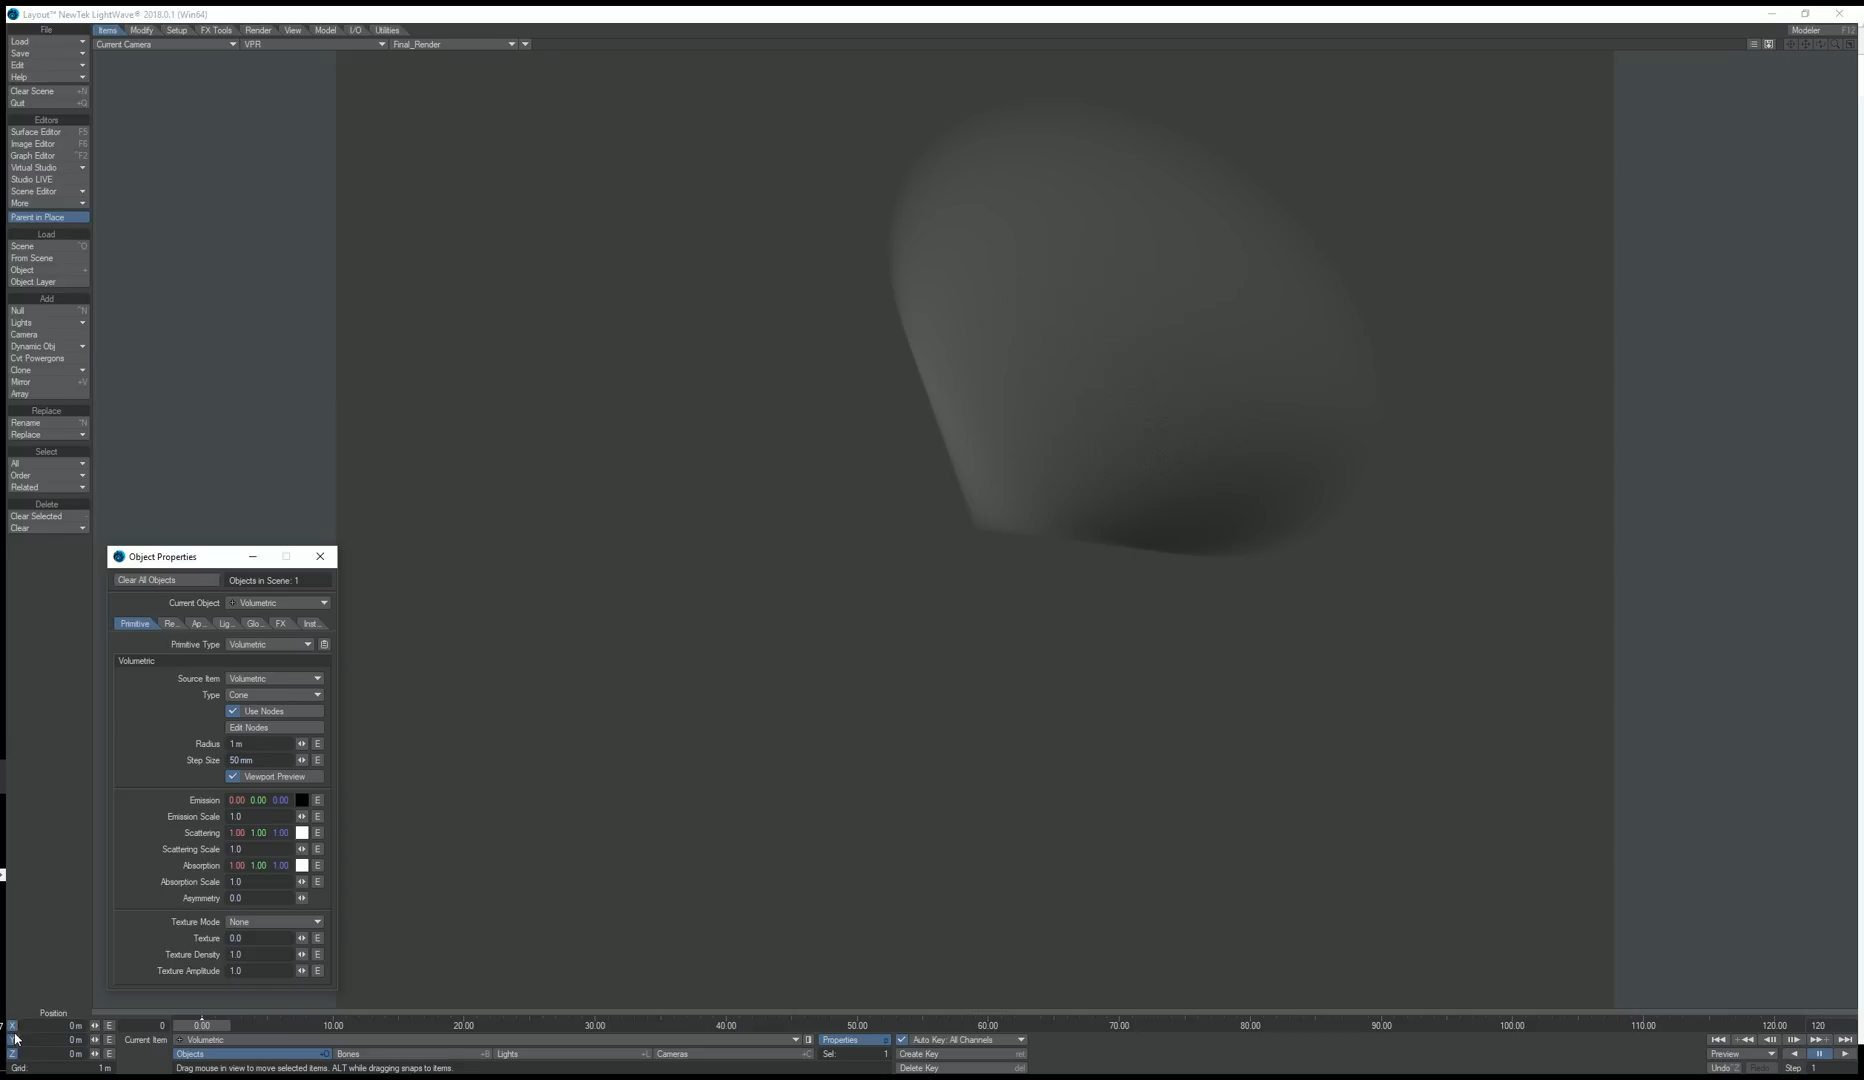 Layout™ NewTek LightWave® 2018.0.1 (Win64)
File
Items Modify Setup FX Tools Render View Model I/O Utilities
Modeler F12
Load
Current Camera VPR Final_Render
Save
Edit
Help
Clear Scene +N
Quit +Q
Editors
Surface Editor F5
Image Editor F6
Graph Editor ^F2
Virtual Studio
Studio LIVE
Scene Editor
More
Parent in Place
Load
Scene ^O
From Scene
Object +
Object Layer
Add
Null ^N
Lights
Camera
Dynamic Obj
Cvt Powergons
Clone
Mirror +V
Array
Replace
Rename ^N
Replace
Select
All
Order
Related
Delete
Clear Selected -
Clear
Object Properties
Clear All Objects Objects in Scene: 1
Current Object Volumetric
Primitive Re... Ap... Lig... Glo... FX Inst...
Primitive Type Volumetric
Volumetric
Source Item Volumetric
Type Cone
Use Nodes
Edit Nodes
Radius 1 m E
Step Size 50 mm E
Viewport Preview
Emission 0.00 0.00 0.00 E
Emission Scale 1.0 E
Scattering 1.00 1.00 1.00 E
Scattering Scale 1.0 E
Absorption 1.00 1.00 1.00 E
Absorption Scale 1.0 E
Asymmetry 0.0
Texture Mode None
Texture 0.0 E
Texture Density 1.0 E
Texture Amplitude 1.0 E
Position
X 0 m E 0 0.00 10.00 20.00 30.00 40.00 50.00 60.00 70.00 80.00 90.00 100.00 110.00 120.00 120
Y 0 m E Current Item Volumetric Properties p Auto Key: All Channels
Z 0 m E Objects +O Bones +B Lights +L Cameras +C Sel: 1 Create Key ret Preview
Grid: 1 m Drag mouse in view to move selected items. ALT while dragging snaps to items. Delete Key del Undo ^Z Redo Step 1